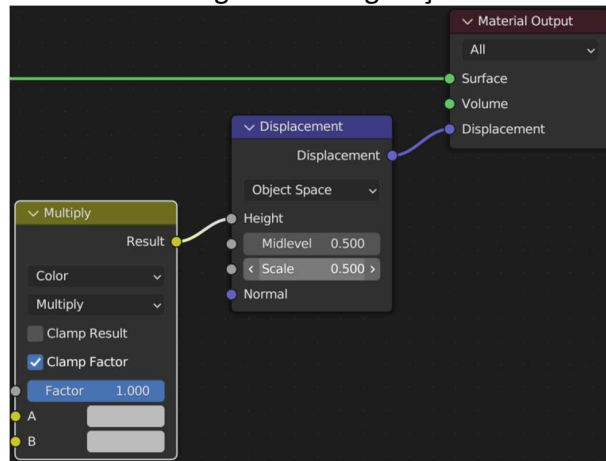 Material Output
All
Surface
Volume
Displacement
Displacement
Displacement
Object Space
Height
Midlevel 0.500
Scale 0.500
Normal
Multiply
Result
Color
Multiply
Clamp Result
Clamp Factor
Factor 1.000
A
B